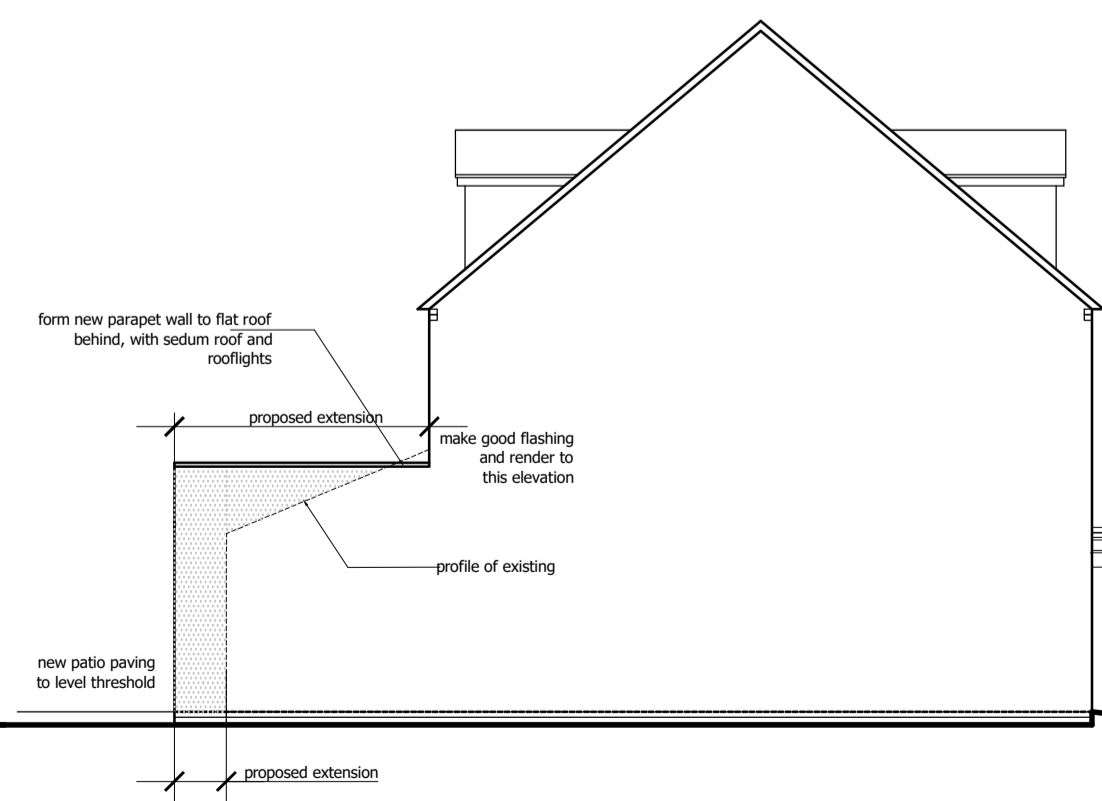 form new parapet wall to flat roof
behind, with sedum roof and
rooflights
proposed extension
make good flashing
and render to
this elevation
profile of existing
new patio paving
to level threshold
proposed extension